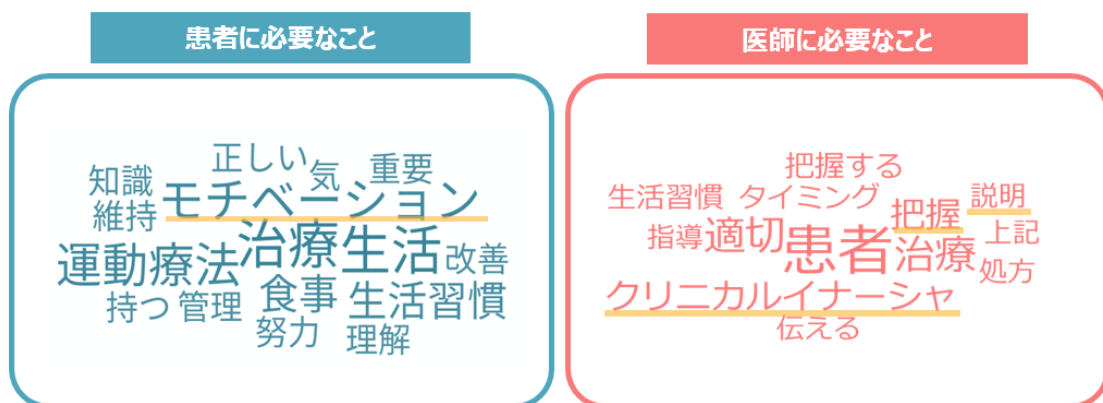 患者に必要なこと
正しい 気 重要
知識
維持 モチベーション
運動療法 治療 生活 改善
持つ 管理 食事 生活習慣
努力 理解
医師に必要なこと
把握する
生活習慣 タイミング 把握 説明
指導 適切 患者 治療 上記
処方
クリニカルイナーシャ
伝える